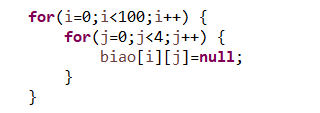 for(i=0;i<100;i++) {
for(j=0;j<4;j++) {
biao[i][j]=null;
}
}